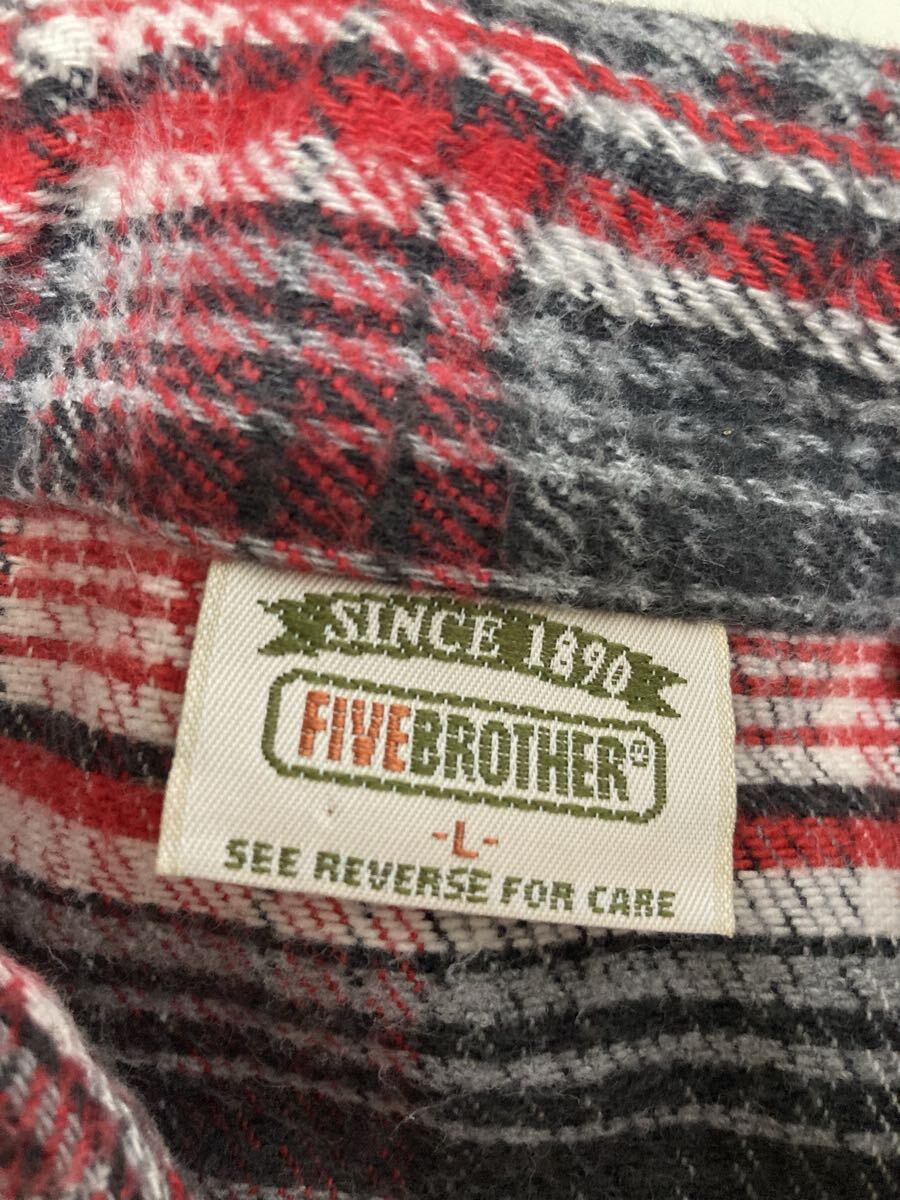 SINCE 1890
FIVEBROTHER®
-L-
SEE REVERSE FOR CARE